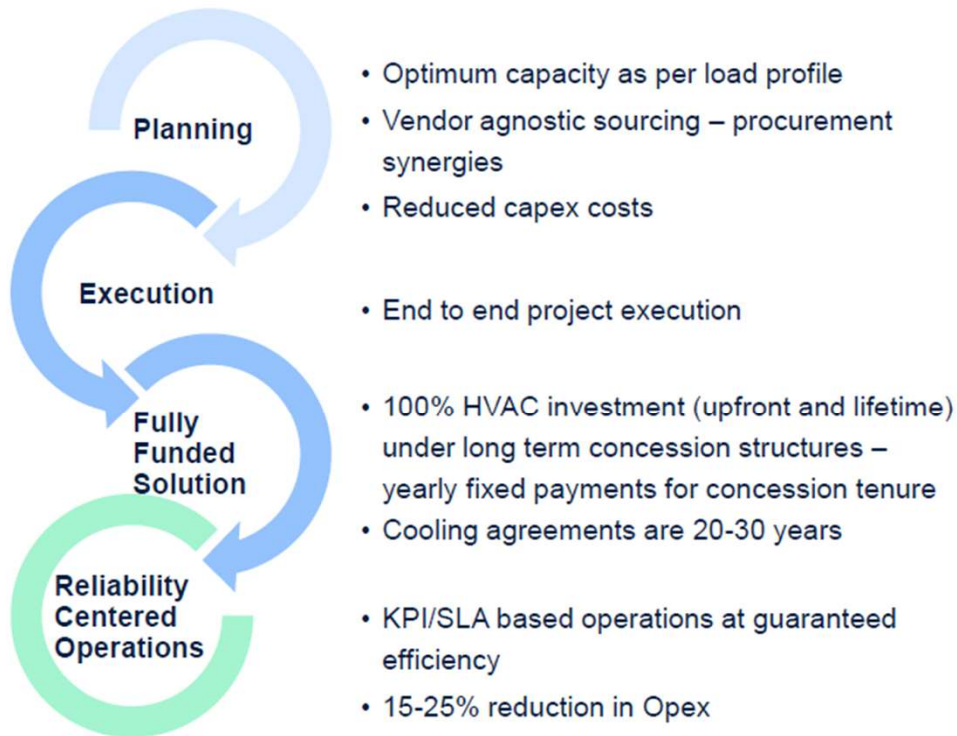 Planning
• Optimum capacity as per load profile
• Vendor agnostic sourcing – procurement
synergies
• Reduced capex costs
Execution
• End to end project execution
Fully
Funded
Solution
• 100% HVAC investment (upfront and lifetime)
under long term concession structures –
yearly fixed payments for concession tenure
• Cooling agreements are 20-30 years
Reliability
Centered
Operations
• KPI/SLA based operations at guaranteed
efficiency
• 15-25% reduction in Opex